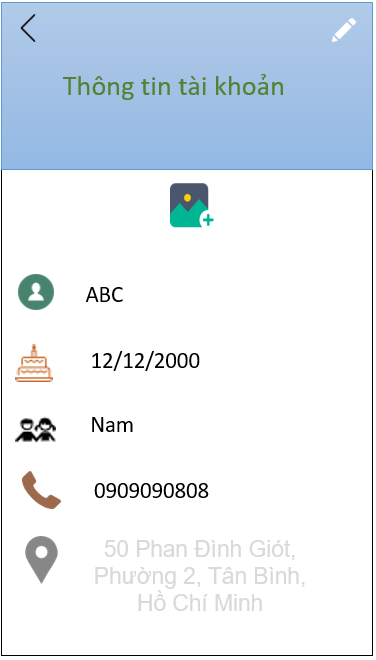 Thông tin tài khoản
ABC
12/12/2000
Nam
0909090808
50 Phan Đình Giót,
Phường 2, Tân Bình,
Hồ Chí Minh